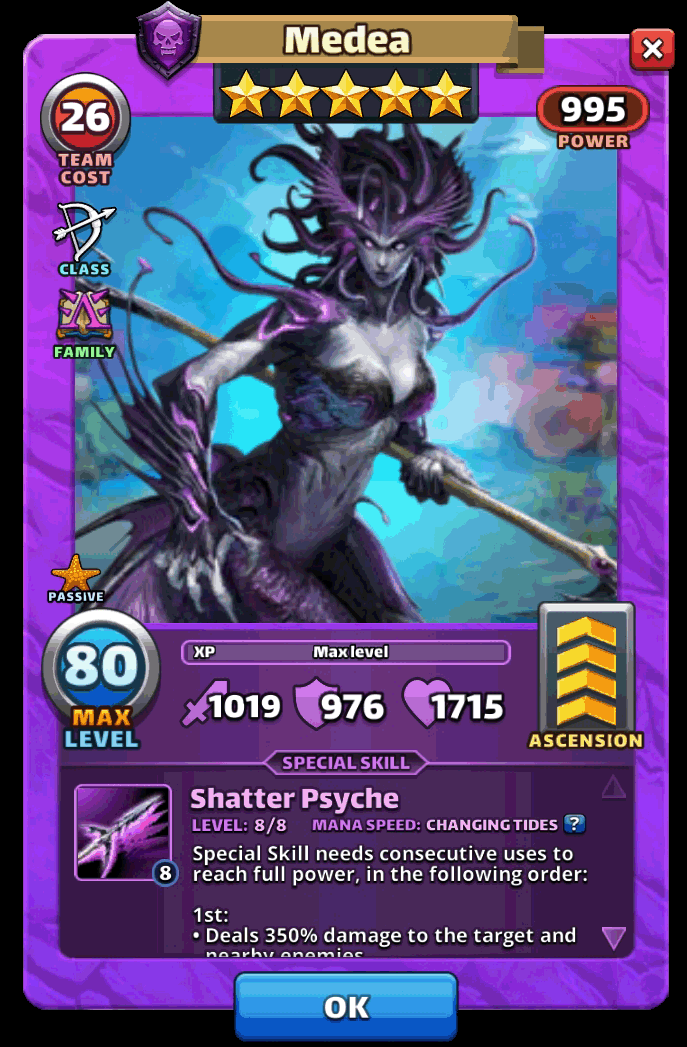 Medea
26
TEAM
COST
995
POWER
CLASS
FAMILY
PASSIVE
80
MAX
LEVEL
XP Max level
1019 976 1715
ASCENSION
SPECIAL SKILL
Shatter Psyche
LEVEL: 8/8 MANA SPEED: CHANGING TIDES ?
8
Special Skill needs consecutive uses to
reach full power, in the following order:
1st:
• Deals 350% damage to the target and
nearby enemies
OK